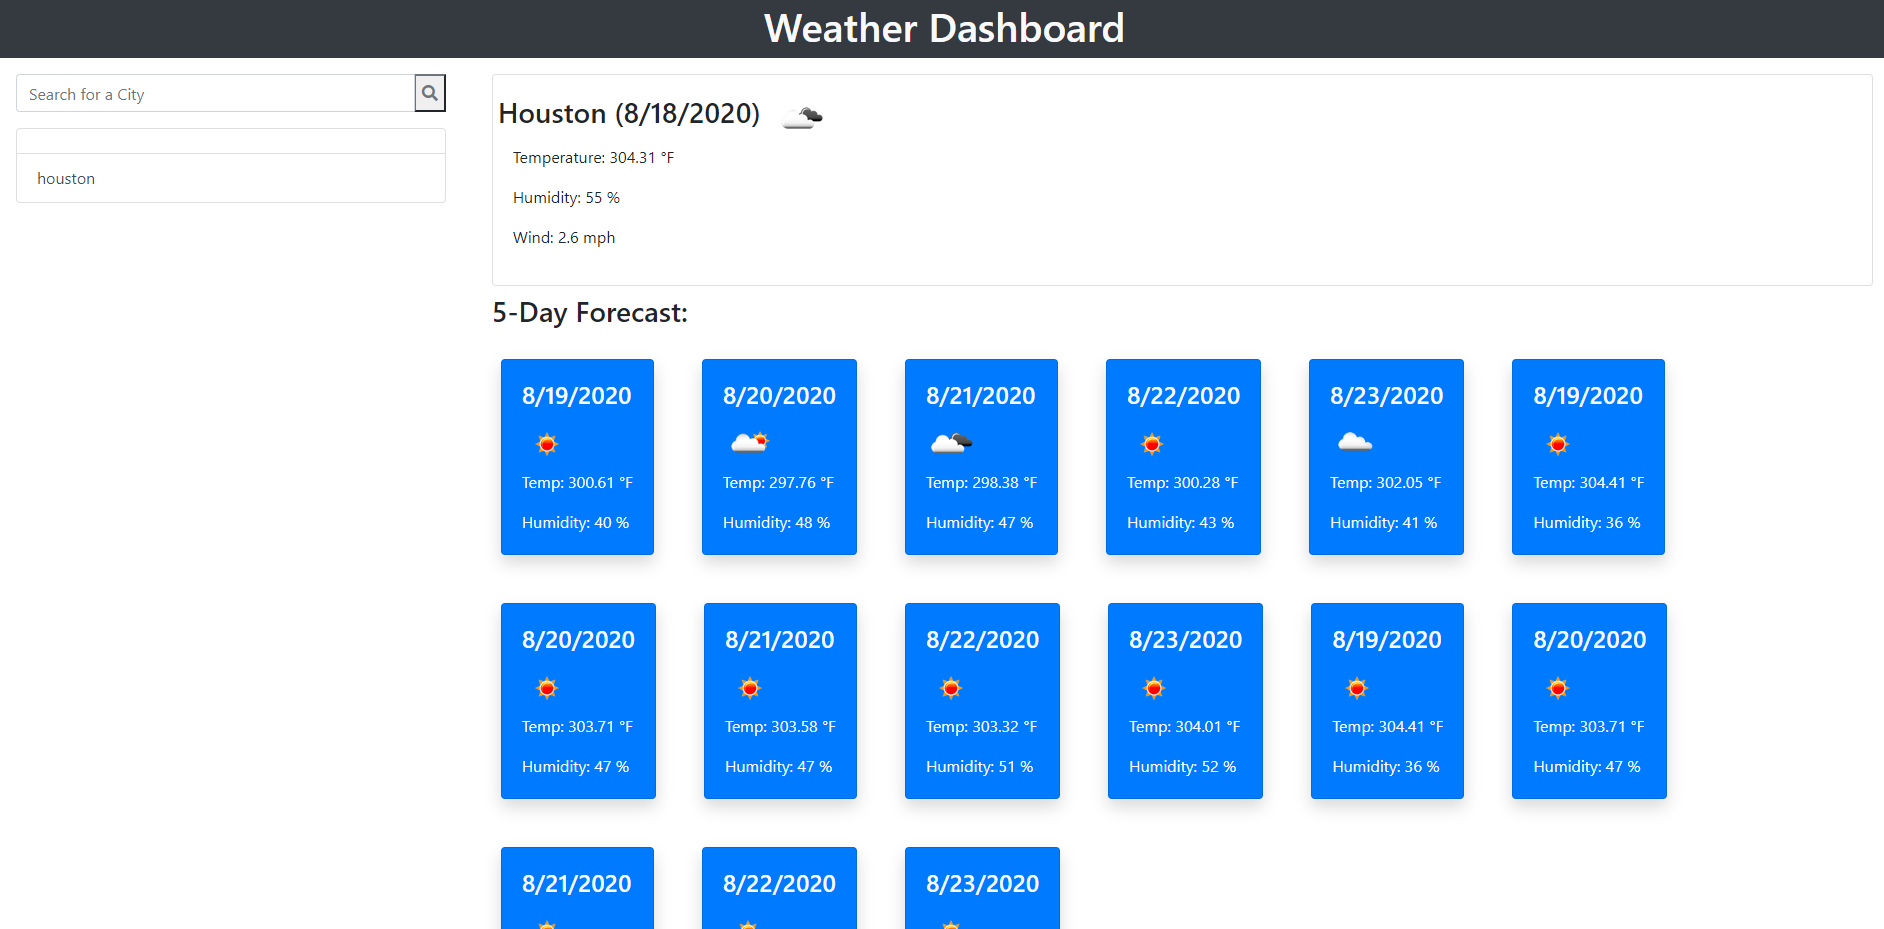 Weather Dashboard
Search for a City
houston
Houston (8/18/2020)
Temperature: 304.31 °F
Humidity: 55 %
Wind: 2.6 mph
5-Day Forecast:
8/19/2020 8/20/2020 8/21/2020 8/22/2020 8/23/2020 8/19/2020
Temp: 300.61 °F Temp: 297.76 °F Temp: 298.38 °F Temp: 300.28 °F Temp: 302.05 °F Temp: 304.41 °F
Humidity: 40 % Humidity: 48 % Humidity: 47 % Humidity: 43 % Humidity: 41 % Humidity: 36 %
8/20/2020 8/21/2020 8/22/2020 8/23/2020 8/19/2020 8/20/2020
Temp: 303.71 °F Temp: 303.58 °F Temp: 303.32 °F Temp: 304.01 °F Temp: 304.41 °F Temp: 303.71 °F
Humidity: 47 % Humidity: 47 % Humidity: 51 % Humidity: 52 % Humidity: 36 % Humidity: 47 %
8/21/2020 8/22/2020 8/23/2020